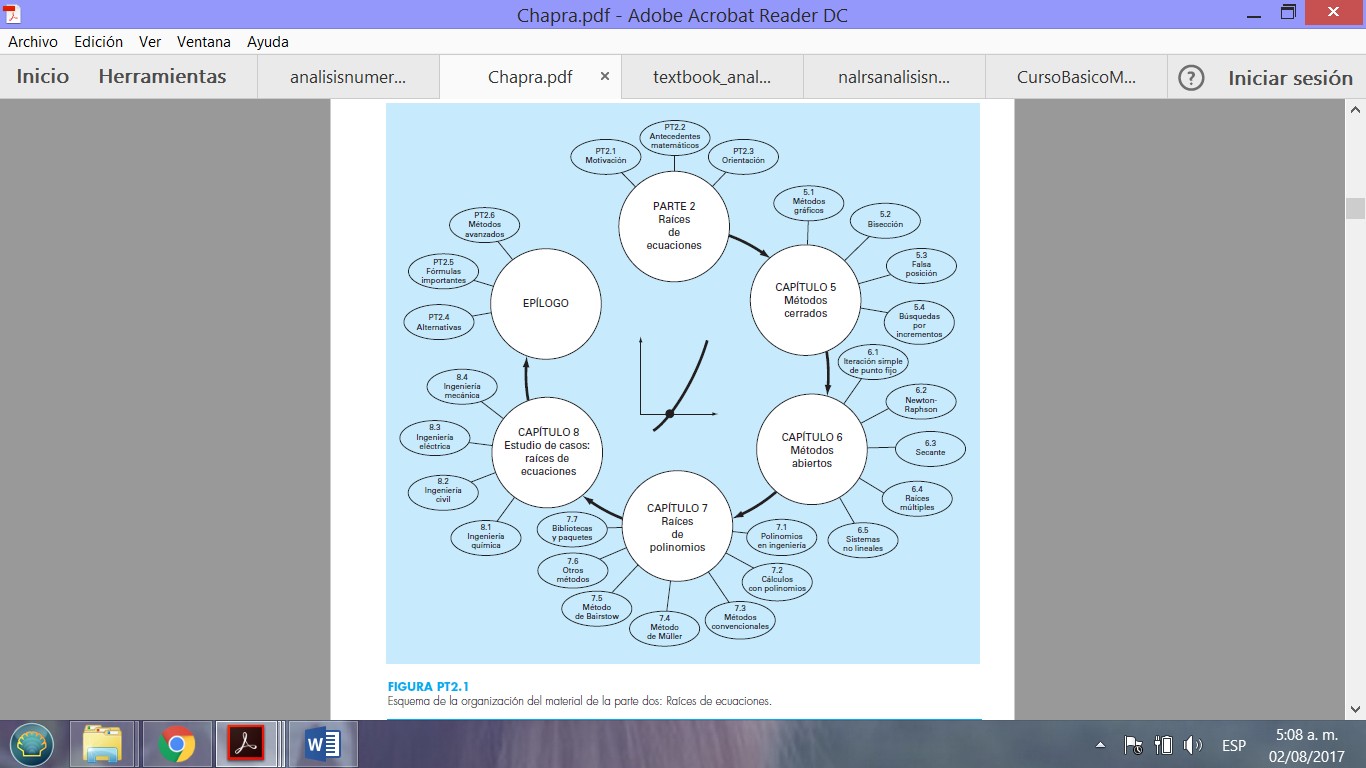 Chapra.pdf - Adobe Acrobat Reader DC
Archivo Edición Ver Ventana Ayuda
Inicio Herramientas analisisnumer... Chapra.pdf × textbook_anal... nalrsanalisisn... CursoBasicoM... ? Iniciar sesión
PT2.1
Motivación
PT2.2
Antecedentes
matemáticos
PT2.3
Orientación
PARTE 2
Raíces
de
ecuaciones
5.1
Métodos
gráficos
5.2
Bisección
5.3
Falsa
posición
5.4
Búsquedas
por
incrementos
CAPÍTULO 5
Métodos
cerrados
6.1
Iteración simple
de punto fijo
6.2
Newton-
Raphson
6.3
Secante
6.4
Raíces
múltiples
6.5
Sistemas
no lineales
CAPÍTULO 6
Métodos
abiertos
CAPÍTULO 7
Raíces
de
polinomios
7.1
Polinomios
en ingeniería
7.2
Cálculos
con polinomios
7.3
Métodos
convencionales
7.4
Método
de Müller
7.5
Método
de Bairstow
7.6
Otros
métodos
7.7
Bibliotecas
y paquetes
CAPÍTULO 8
Estudio de casos:
raíces de
ecuaciones
8.1
Ingeniería
química
8.2
Ingeniería
civil
8.3
Ingeniería
eléctrica
8.4
Ingeniería
mecánica
EPÍLOGO
PT2.4
Alternativas
PT2.5
Fórmulas
importantes
PT2.6
Métodos
avanzados
FIGURA PT2.1
Esquema de la organización del material de la parte dos: Raíces de ecuaciones.
ESP
5:08 a. m.
02/08/2017